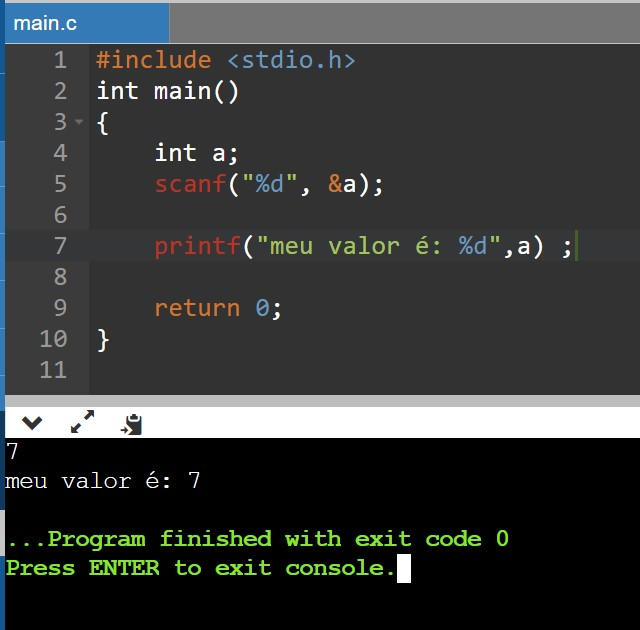 main.c
1 #include <stdio.h>
2 int main()
3 {
4     int a;
5     scanf("%d", &a);
6
7     printf("meu valor é: %d",a) ;
8
9     return 0;
10 }
11
7
meu valor é: 7
...Program finished with exit code 0
Press ENTER to exit console.